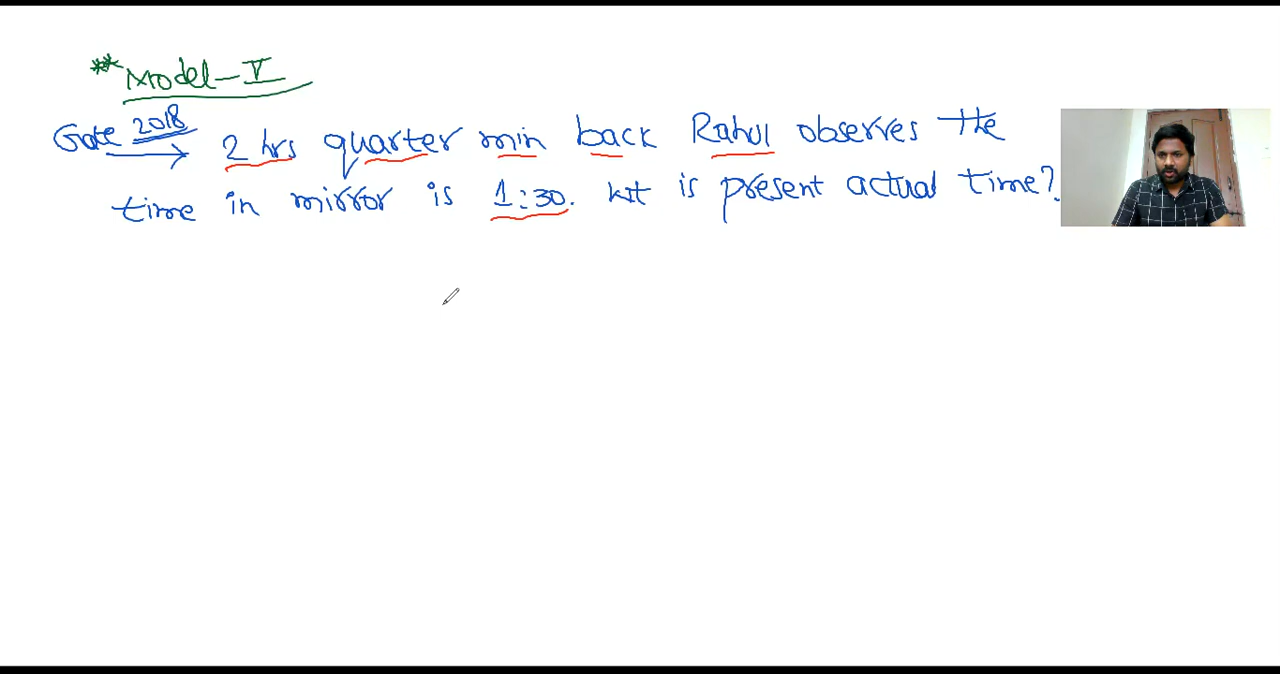 ** Model-V
Gate 2018 → 2 hrs quarter min back Rahul observes the
time in mirror is 1:30. wt is present actual time?